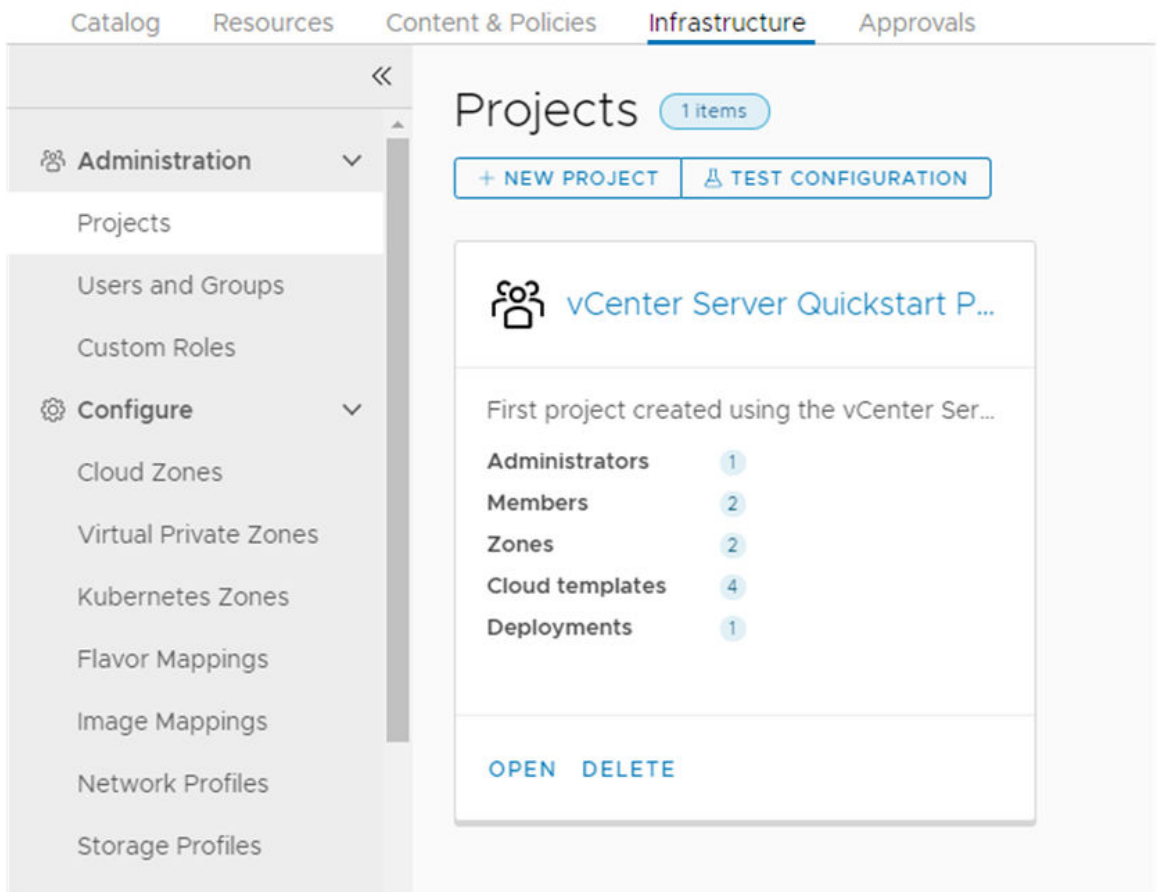 Catalog Resources Content & Policies Infrastructure Approvals
Administration
Projects
Users and Groups
Custom Roles
Configure
Cloud Zones
Virtual Private Zones
Kubernetes Zones
Flavor Mappings
Image Mappings
Network Profiles
Storage Profiles
Projects 1 items
+ NEW PROJECT TEST CONFIGURATION
vCenter Server Quickstart P...
First project created using the vCenter Ser...
Administrators 1
Members 2
Zones 2
Cloud templates 4
Deployments 1
OPEN DELETE